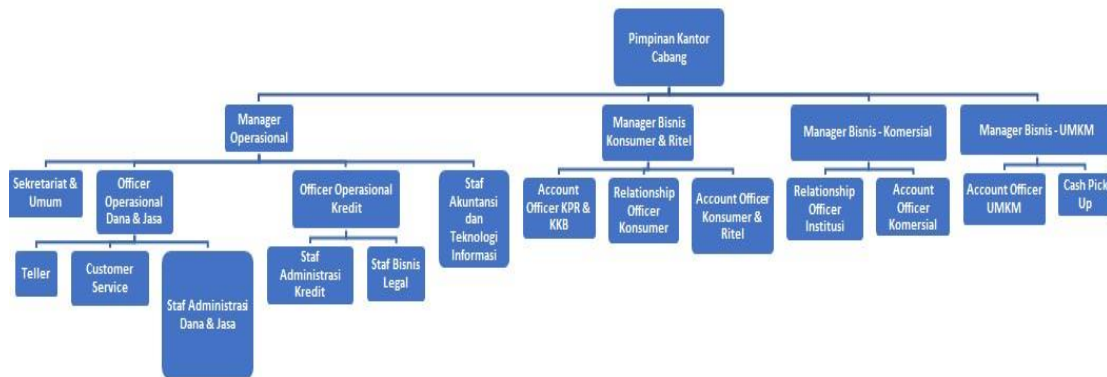 Pimpinan Kantor
Cabang
Manager
Operasional
Manager Bisnis
Konsumer & Ritel
Manager Bisnis - Komersial
Manager Bisnis - UMKM
Sekretariat &
Umum
Officer
Operasional
Dana & Jasa
Officer Operasional
Kredit
Staf
Akuntansi
dan
Teknologi
Informasi
Account
Officer KPR &
KKB
Relationship
Officer
Konsumer
Account Officer
Konsumer &
Ritel
Relationship
Officer
Institusi
Account
Officer
Komersial
Account Officer
UMKM
Cash Pick
Up
Teller
Customer
Service
Staf Administrasi
Dana & Jasa
Staf
Administrasi
Kredit
Staf Bisnis
Legal